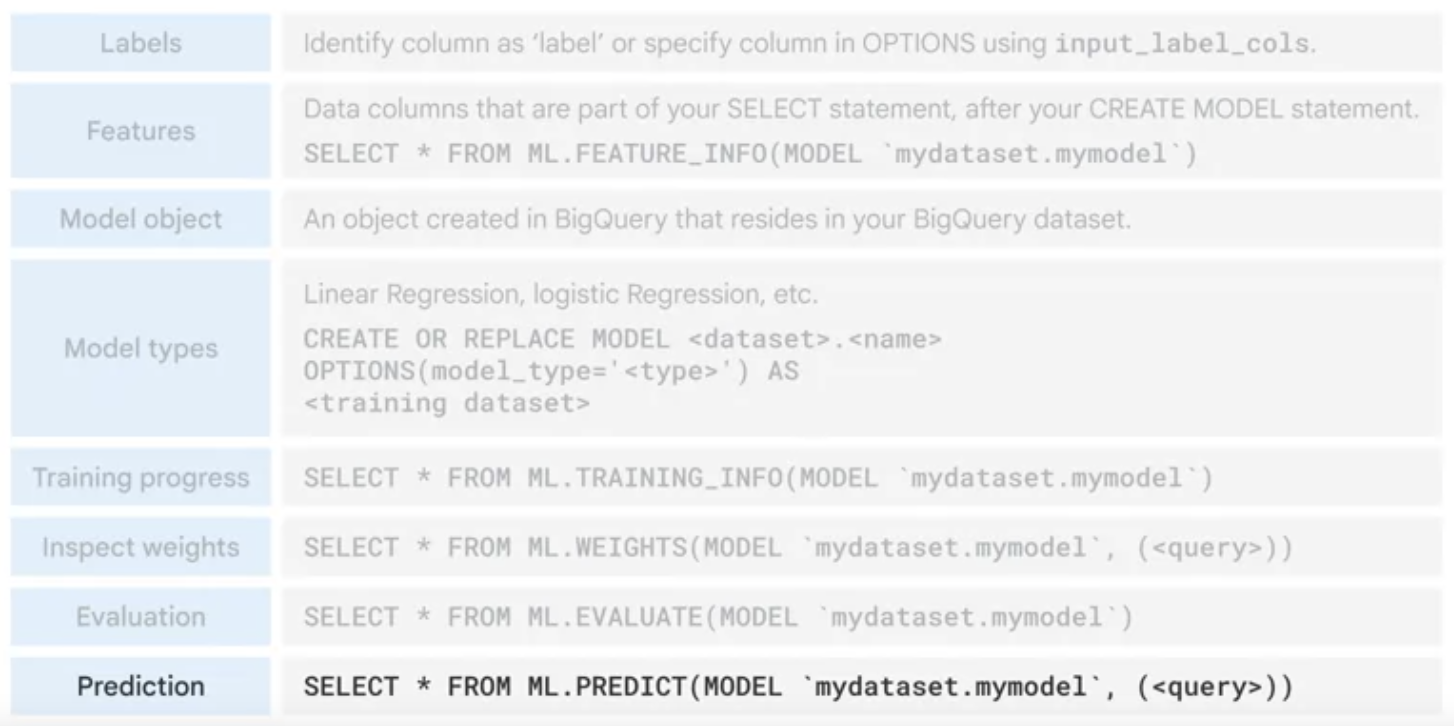 Labels
Identify column as ‘label’ or specify column in OPTIONS using input_label_cols.
Features
Data columns that are part of your SELECT statement, after your CREATE MODEL statement.
SELECT * FROM ML.FEATURE_INFO(MODEL `mydataset.mymodel`)
Model object
An object created in BigQuery that resides in your BigQuery dataset.
Model types
Linear Regression, logistic Regression, etc.
CREATE OR REPLACE MODEL <dataset>.<name>
OPTIONS(model_type='<type>') AS
<training dataset>
Training progress
SELECT * FROM ML.TRAINING_INFO(MODEL `mydataset.mymodel`)
Inspect weights
SELECT * FROM ML.WEIGHTS(MODEL `mydataset.mymodel`, (<query>))
Evaluation
SELECT * FROM ML.EVALUATE(MODEL `mydataset.mymodel`)
Prediction
SELECT * FROM ML.PREDICT(MODEL `mydataset.mymodel`, (<query>))